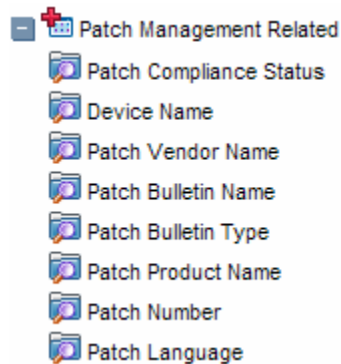 Patch Management Related
Patch Compliance Status
Device Name
Patch Vendor Name
Patch Bulletin Name
Patch Bulletin Type
Patch Product Name
Patch Number
Patch Language